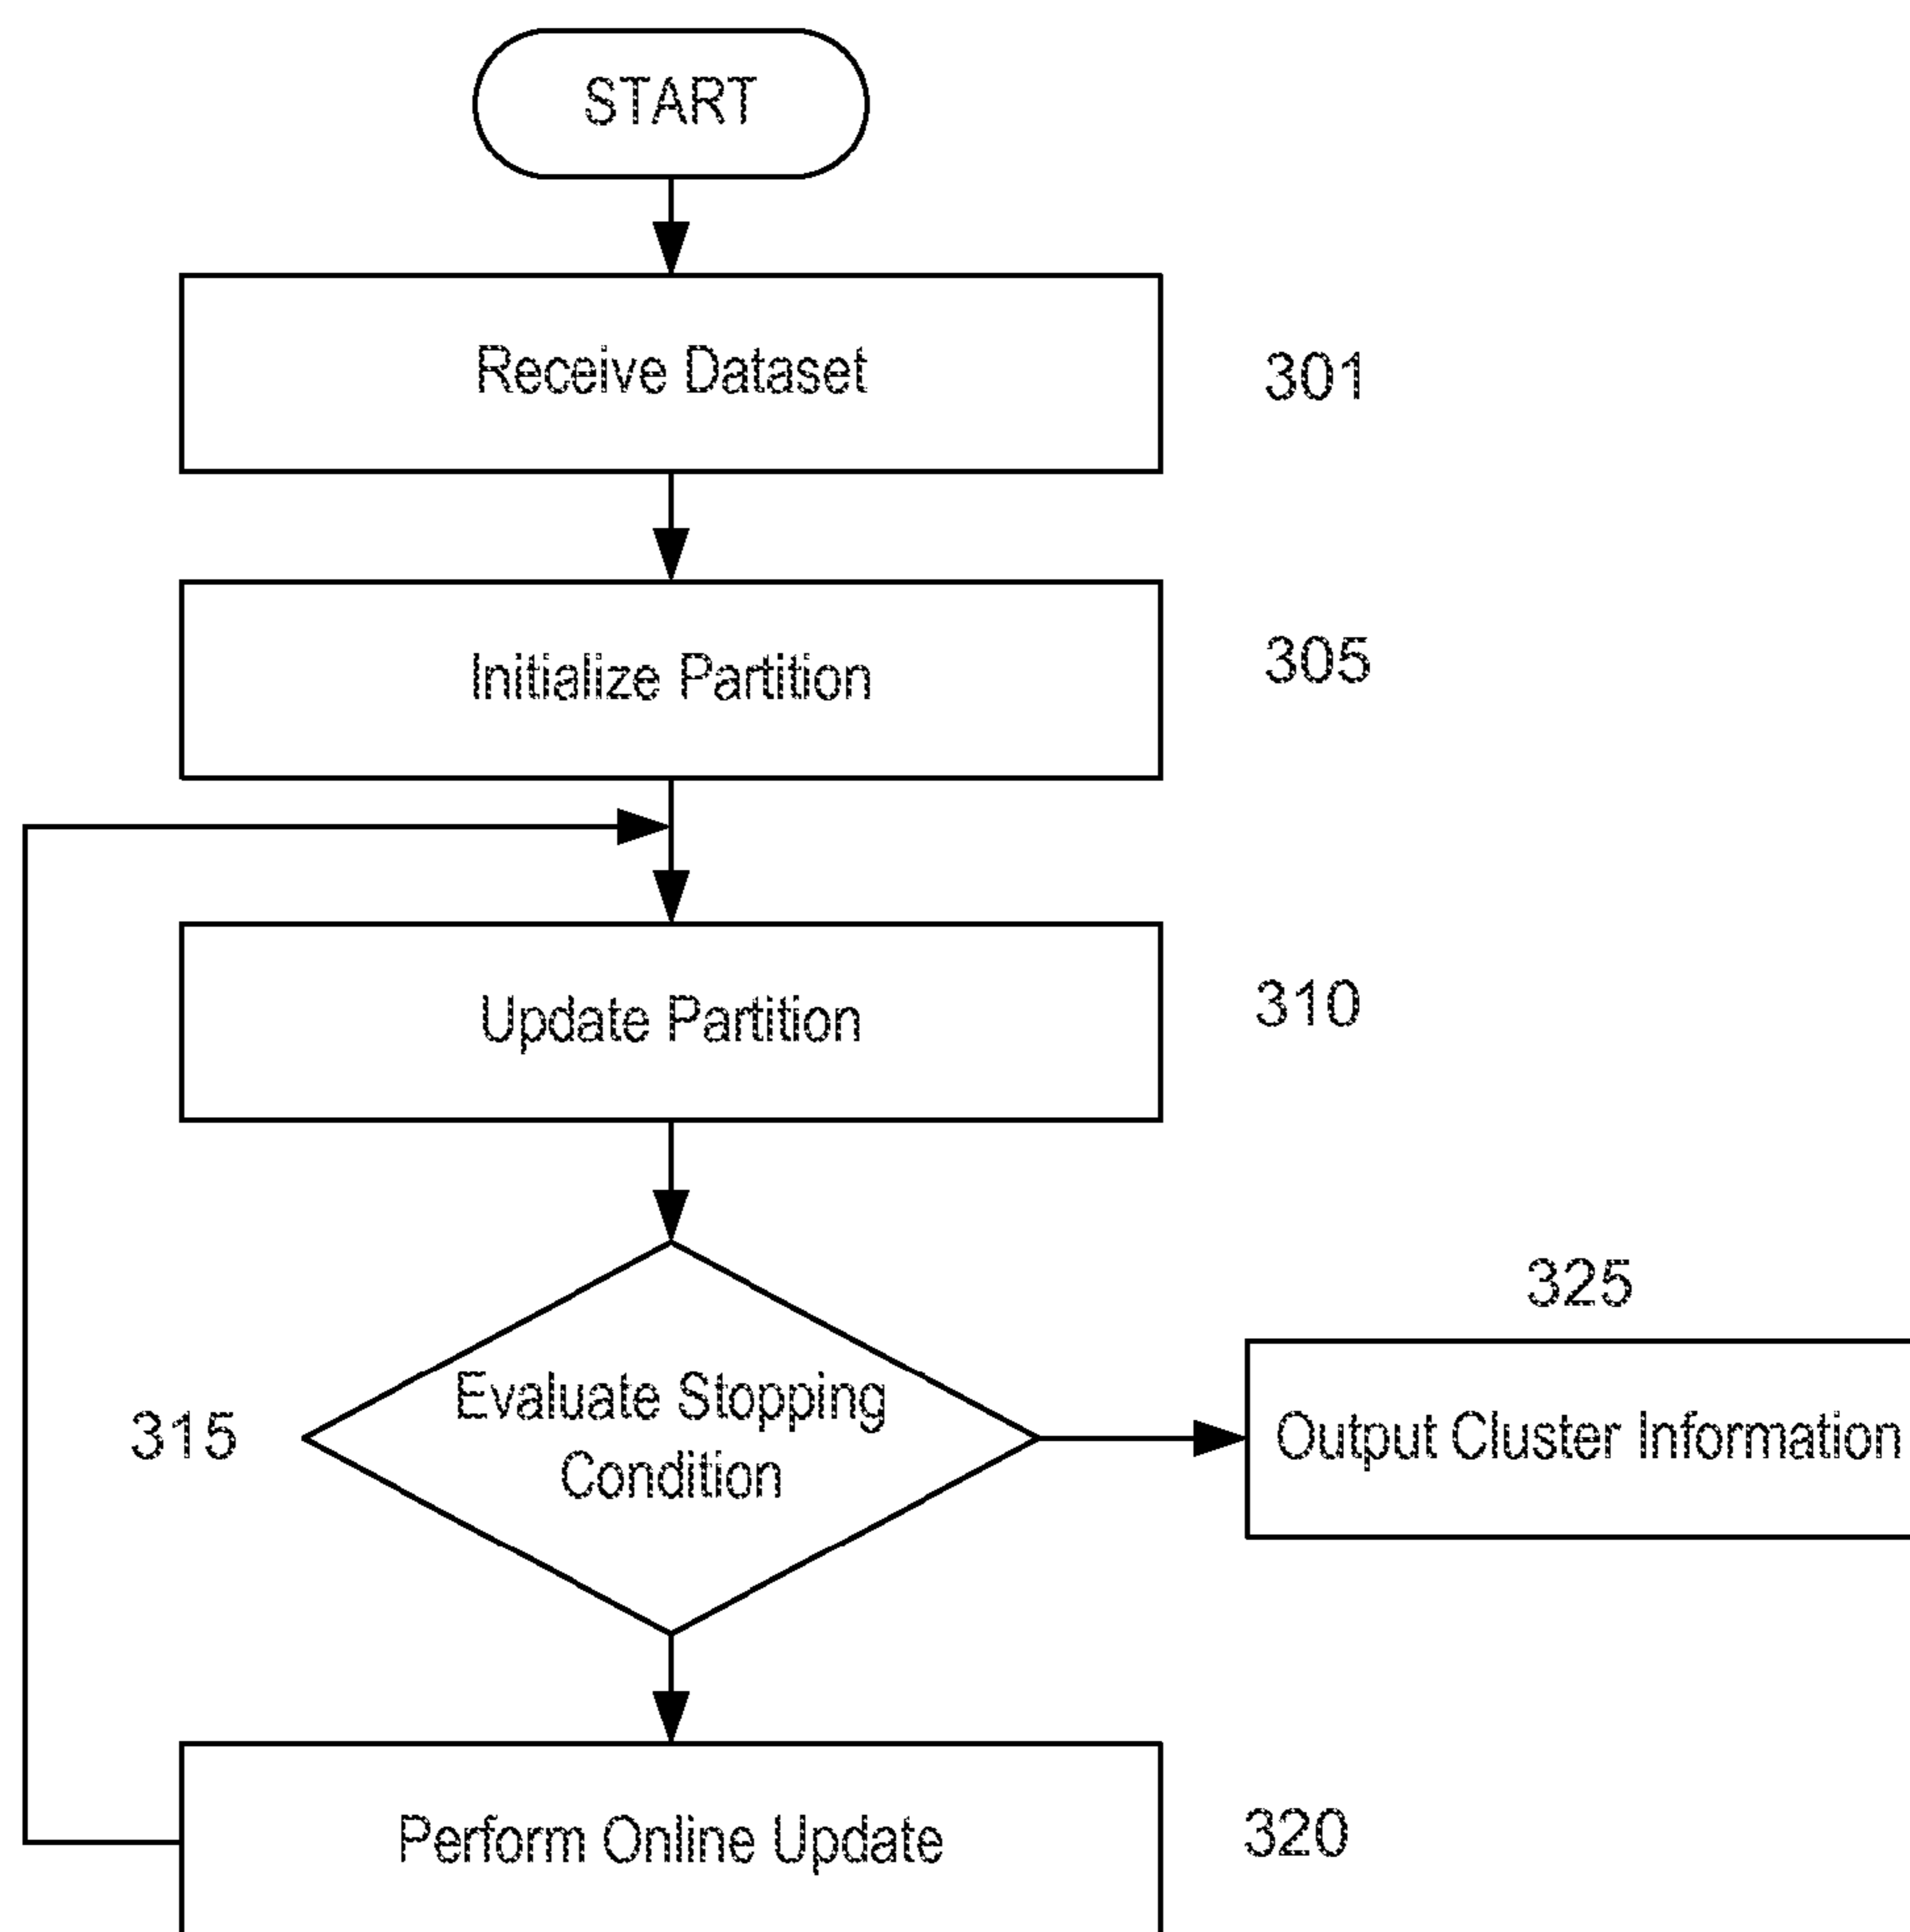 START
Receive Dataset
301
Initialize Partition
305
Update Partition
310
325
Evaluate Stopping
Condition
315
Output Cluster Information
Perform Online Update
320